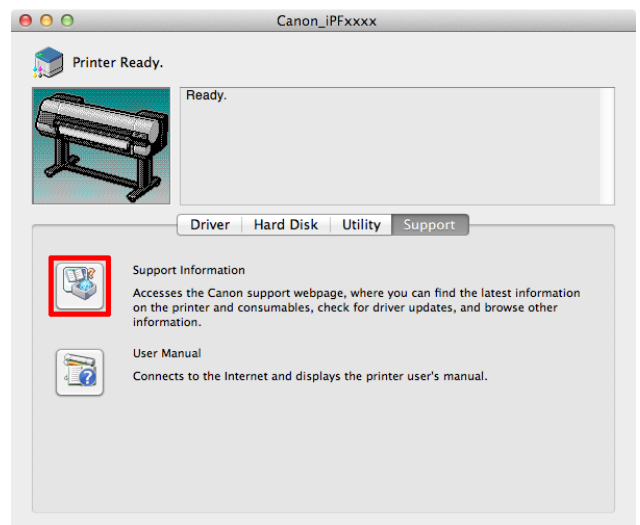 Canon_iPFxxxx
Printer Ready.
Ready.
Driver Hard Disk Utility Support
Support Information
Accesses the Canon support webpage, where you can find the latest information
on the printer and consumables, check for driver updates, and browse other
information.
User Manual
Connects to the Internet and displays the printer user's manual.